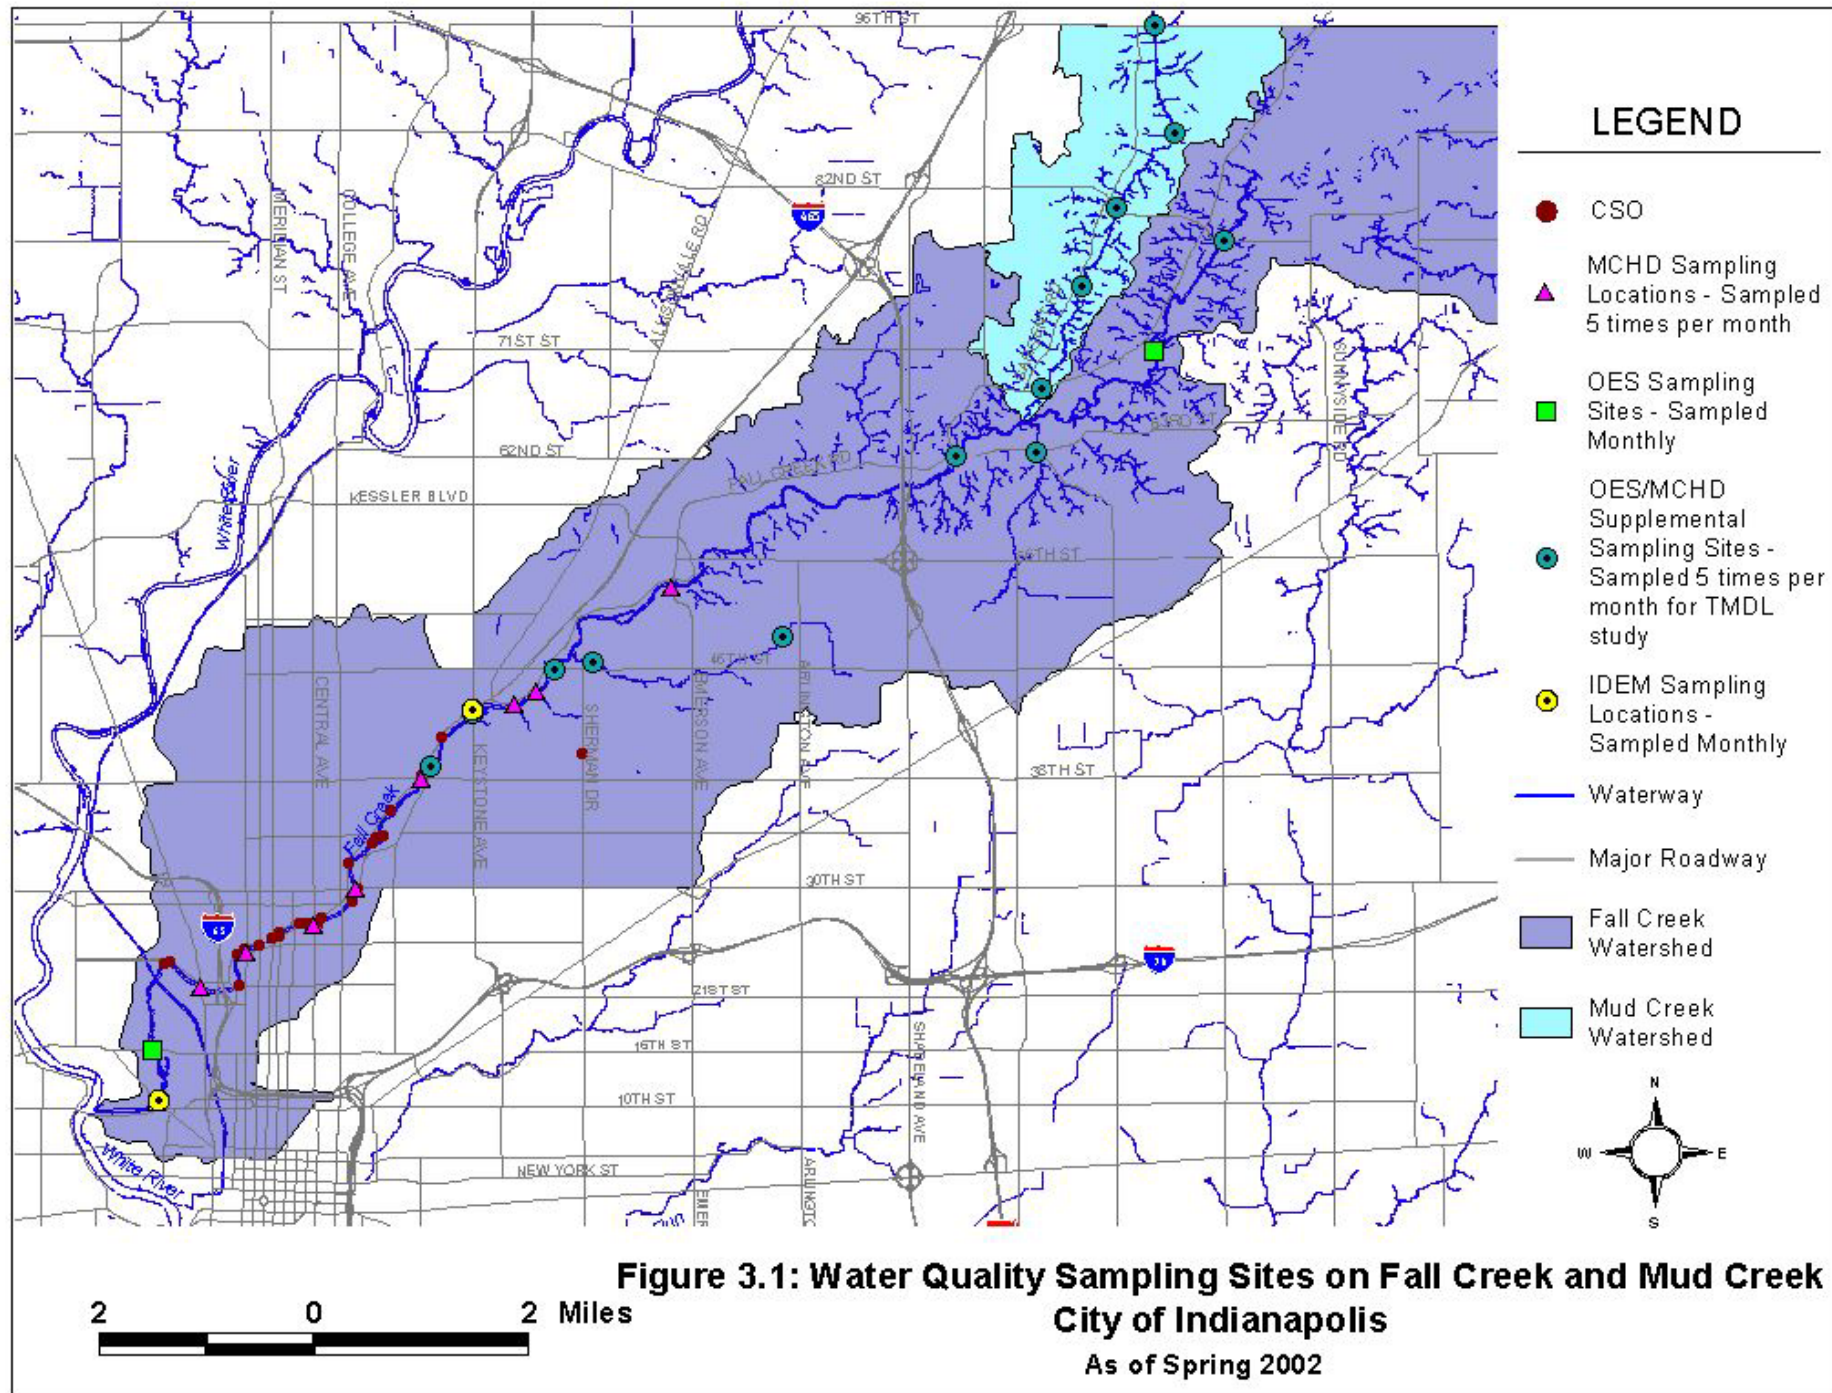 96TH ST
82ND ST
465
MERIDIAN ST
COLLEGE AVE
ALLISONVILLE RD
71ST ST
SUNNYSIDE RD
63RD ST
62ND ST
FALL CREEK RD
KESSLER BLVD
White River
56TH ST
46TH ST
CENTRAL AVE
SHERMAN DR
EMERSON AVE
ARLINGTON AVE
KEYSTONE AVE
38TH ST
Fall Creek
30TH ST
65
70
21ST ST
16TH ST
SHADELAND AVE
10TH ST
White River
NEW YORK ST
EMER
ARLINGTO
Run
LEGEND
CSO
MCHD Sampling
Locations - Sampled
5 times per month
OES Sampling
Sites - Sampled
Monthly
OES/MCHD
Supplemental
Sampling Sites -
Sampled 5 times per
month for TMDL
study
IDEM Sampling
Locations -
Sampled Monthly
Waterway
Major Roadway
Fall Creek
Watershed
Mud Creek
Watershed
N
W E
S
Figure 3.1: Water Quality Sampling Sites on Fall Creek and Mud Creek
City of Indianapolis
As of Spring 2002
2 0 2 Miles